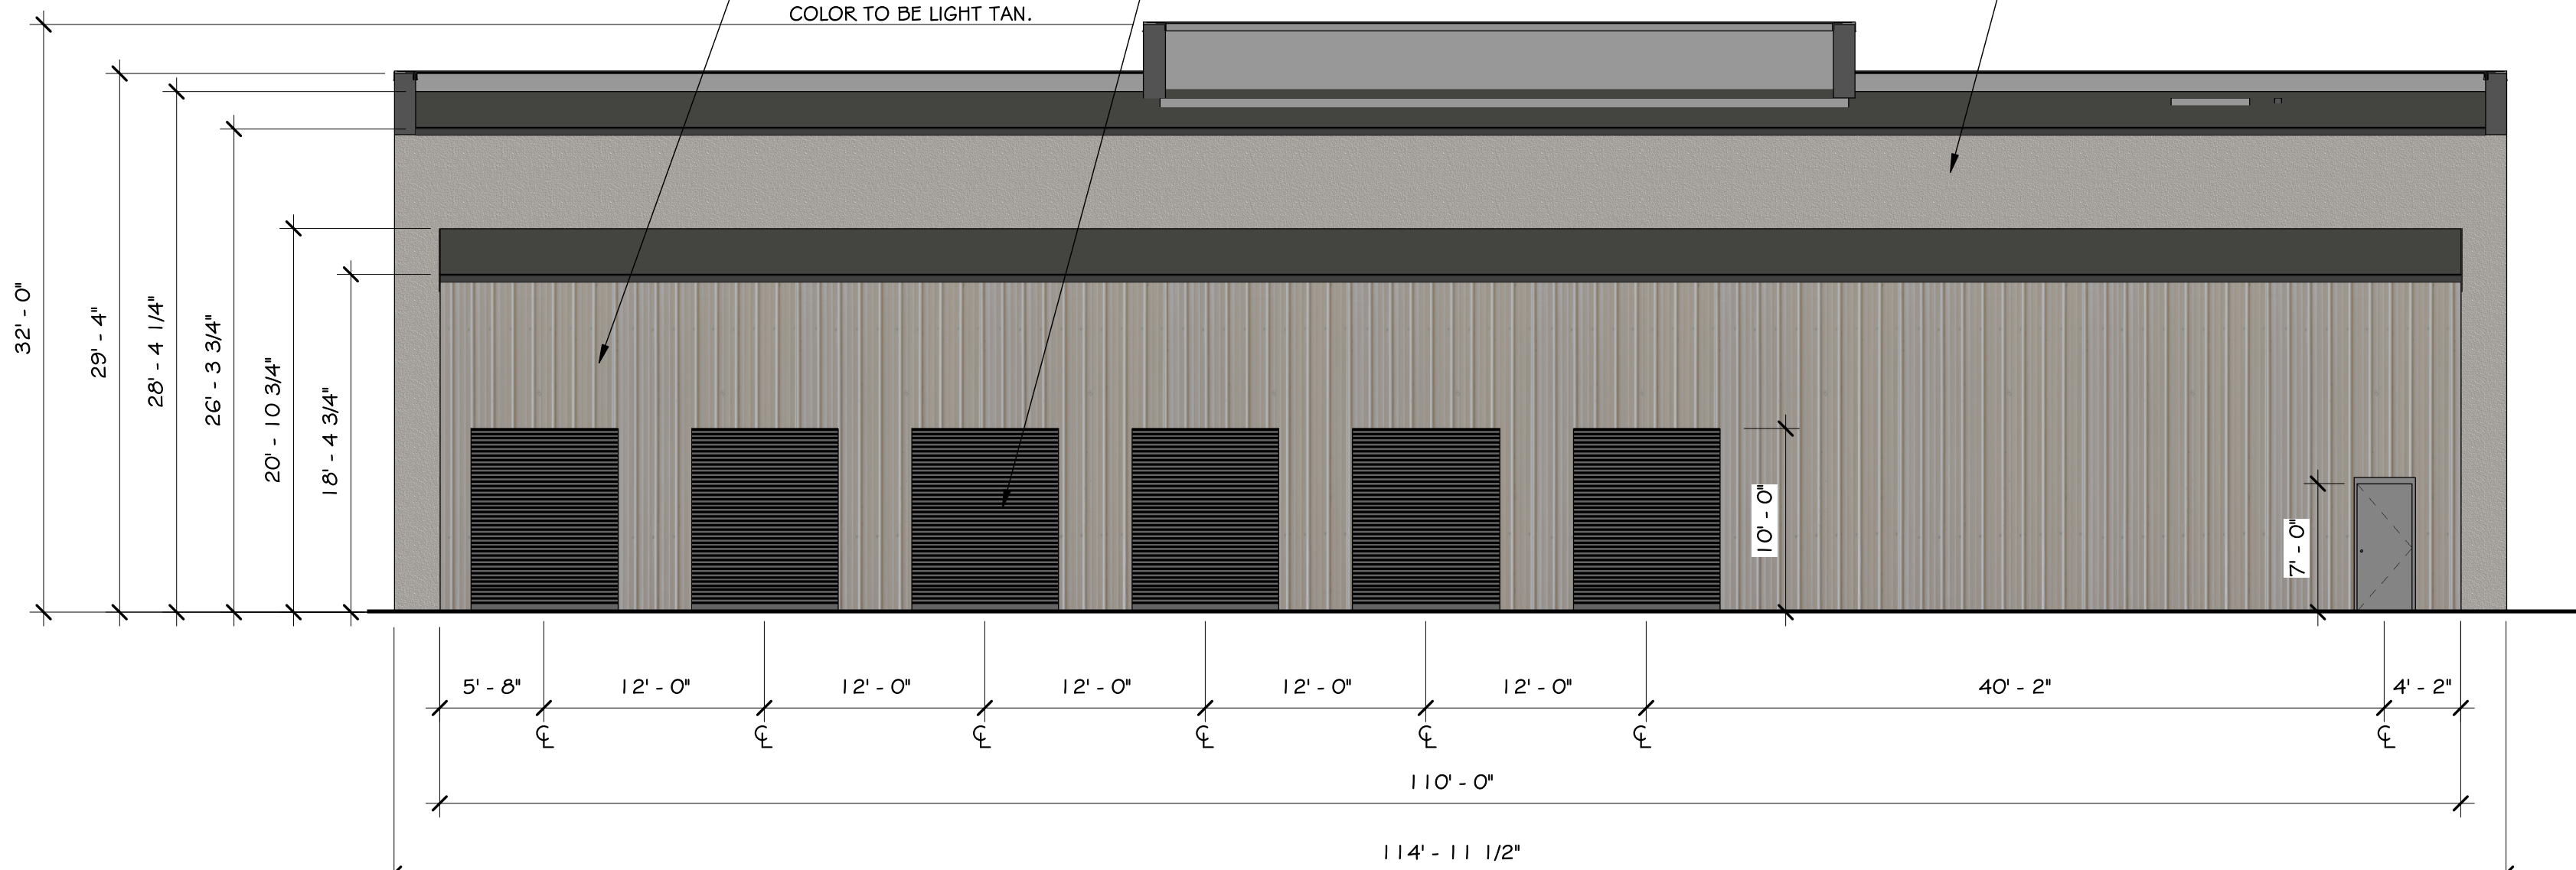 COLOR TO BE LIGHT TAN.
32' - 0"
29' - 4"
28' - 4 1/4"
26' - 3 3/4"
20' - 10 3/4"
18' - 4 3/4"
10' - 0"
7' - 0"
5' - 8" 12' - 0" 12' - 0" 12' - 0" 12' - 0" 12' - 0" 40' - 2" 4' - 2"
℄ ℄ ℄ ℄ ℄ ℄ ℄
110' - 0"
114' - 11 1/2"